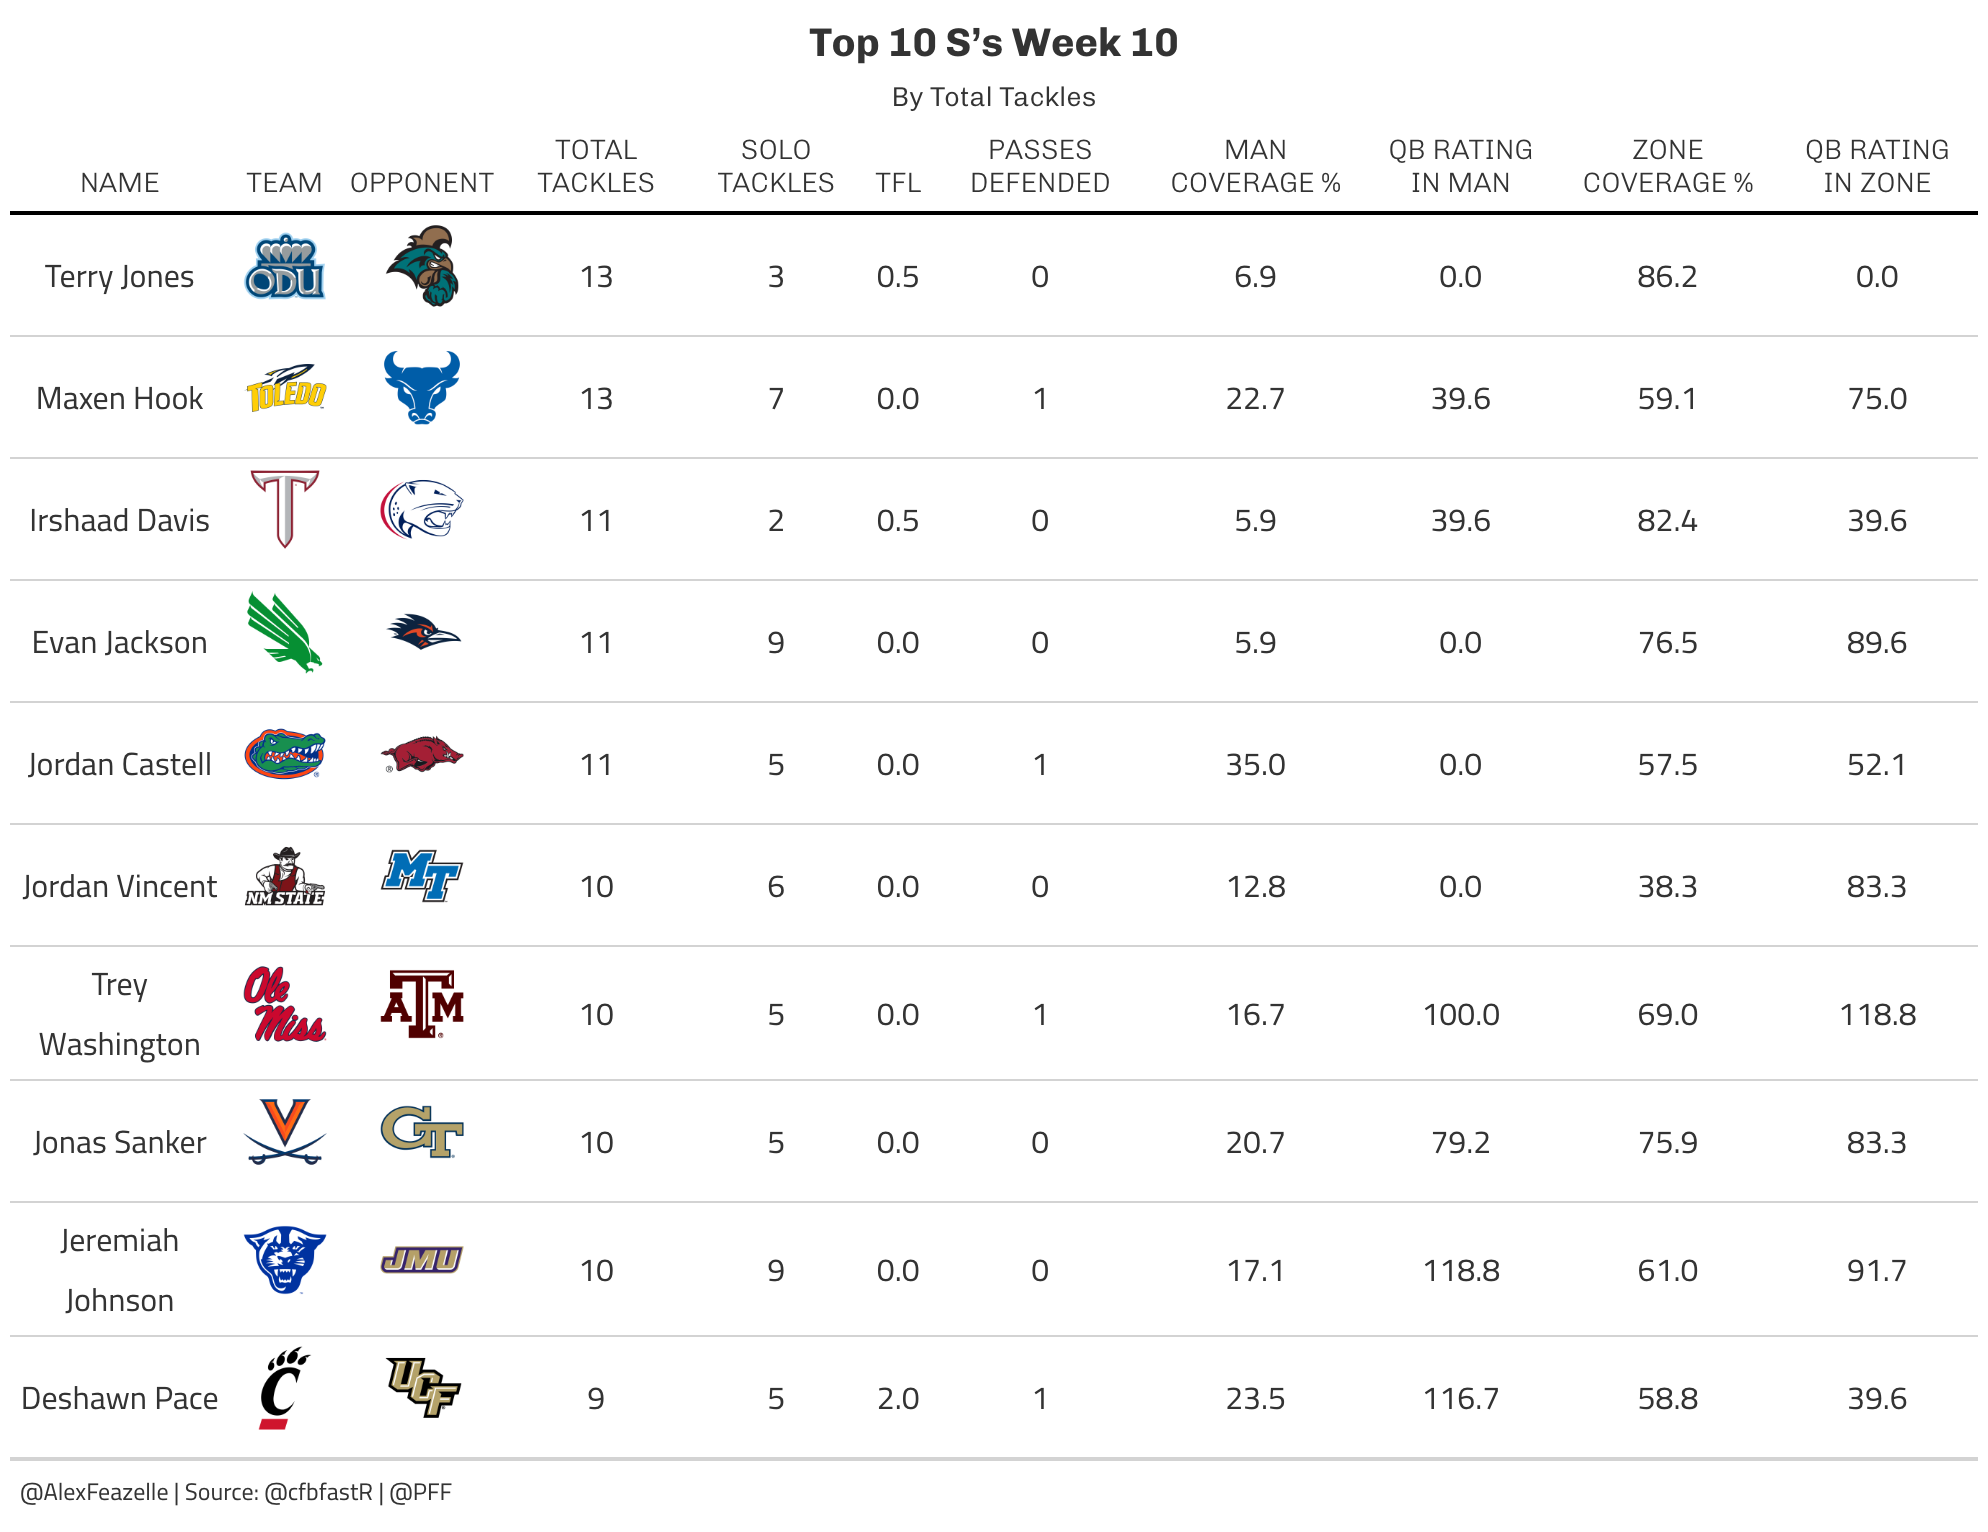 Top 10 S’s Week 10
By Total Tackles
NAME TEAM OPPONENT TOTAL TACKLES SOLO TACKLES TFL PASSES DEFENDED MAN COVERAGE % QB RATING IN MAN ZONE COVERAGE % QB RATING IN ZONE
Terry Jones ODU 13 3 0.5 0 6.9 0.0 86.2 0.0
Maxen Hook TOLEDO 13 7 0.0 1 22.7 39.6 59.1 75.0
Irshaad Davis T 11 2 0.5 0 5.9 39.6 82.4 39.6
Evan Jackson 11 9 0.0 0 5.9 0.0 76.5 89.6
Jordan Castell 11 5 0.0 1 35.0 0.0 57.5 52.1
Jordan Vincent NM STATE MT 10 6 0.0 0 12.8 0.0 38.3 83.3
Trey Washington Ole Miss ATM 10 5 0.0 1 16.7 100.0 69.0 118.8
Jonas Sanker V GT 10 5 0.0 0 20.7 79.2 75.9 83.3
Jeremiah Johnson JMU 10 9 0.0 0 17.1 118.8 61.0 91.7
Deshawn Pace C UCF 9 5 2.0 1 23.5 116.7 58.8 39.6
@AlexFeazelle | Source: @cfbfastR | @PFF